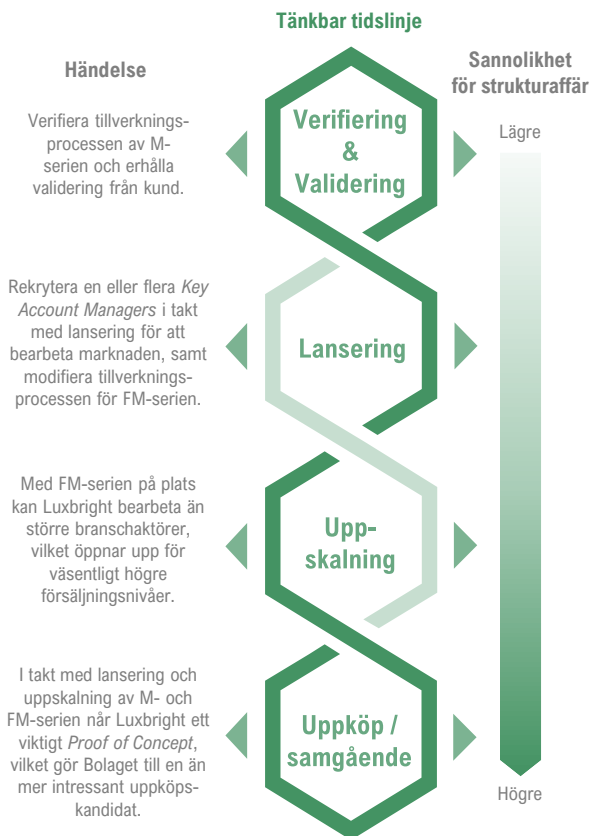 Tänkbar tidslinje
Händelse
Sannolikhet
för strukturaffär
Verifiera tillverknings-
processen av M-
serien och erhålla
validering från kund.
Verifiering
&
Validering
Lägre
Rekrytera en eller flera Key
Account Managers i takt
med lansering för att
bearbeta marknaden, samt
modifiera tillverknings-
processen för FM-serien.
Lansering
Med FM-serien på plats
kan Luxbright bearbeta än
större branschaktörer,
vilket öppnar upp för
väsentligt högre
försäljningsnivåer.
Upp-
skalning
I takt med lansering och
uppskalning av M- och
FM-serien når Luxbright ett
viktigt Proof of Concept,
vilket gör Bolaget till en än
mer intressant uppköps-
kandidat.
Uppköp /
samgående
Högre